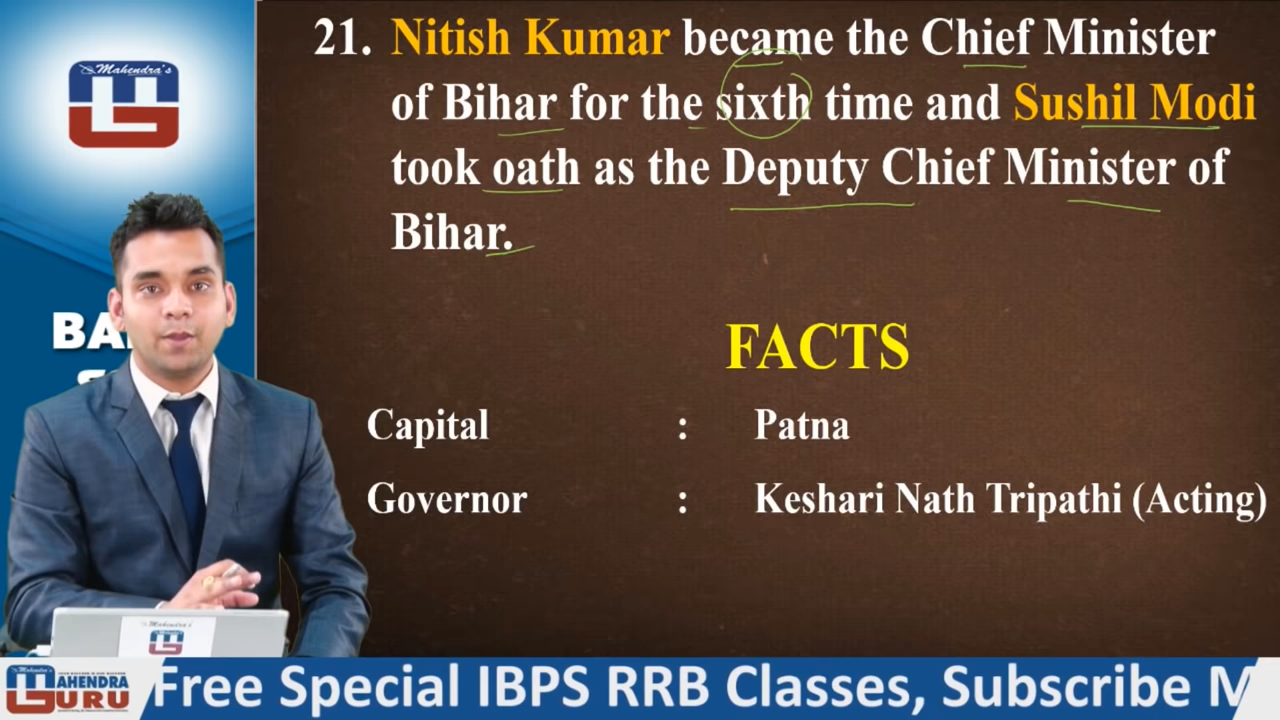 Mahendra's
21. Nitish Kumar became the Chief Minister
of Bihar for the sixth time and Sushil Modi
took oath as the Deputy Chief Minister of
Bihar.
FACTS
Capital : Patna
Governor : Keshari Nath Tripathi (Acting)
Mahendra's
Mahendra's
MAHENDRA
GURU
Free Special IBPS RRB Classes, Subscribe